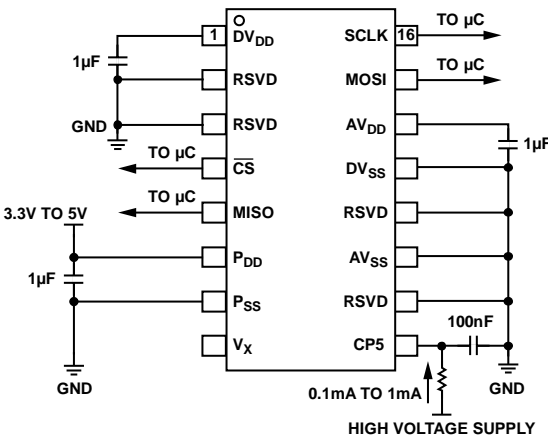 TO µC
1
DVDD
SCLK
16
1µF
TO µC
RSVD
MOSI
GND
RSVD
AVDD
TO µC
1µF
CS
DVSS
TO µC
MISO
RSVD
3.3V TO 5V
PDD
AVSS
1µF
PSS
RSVD
100nF
VX
CP5
GND
0.1mA TO 1mA
GND
HIGH VOLTAGE SUPPLY